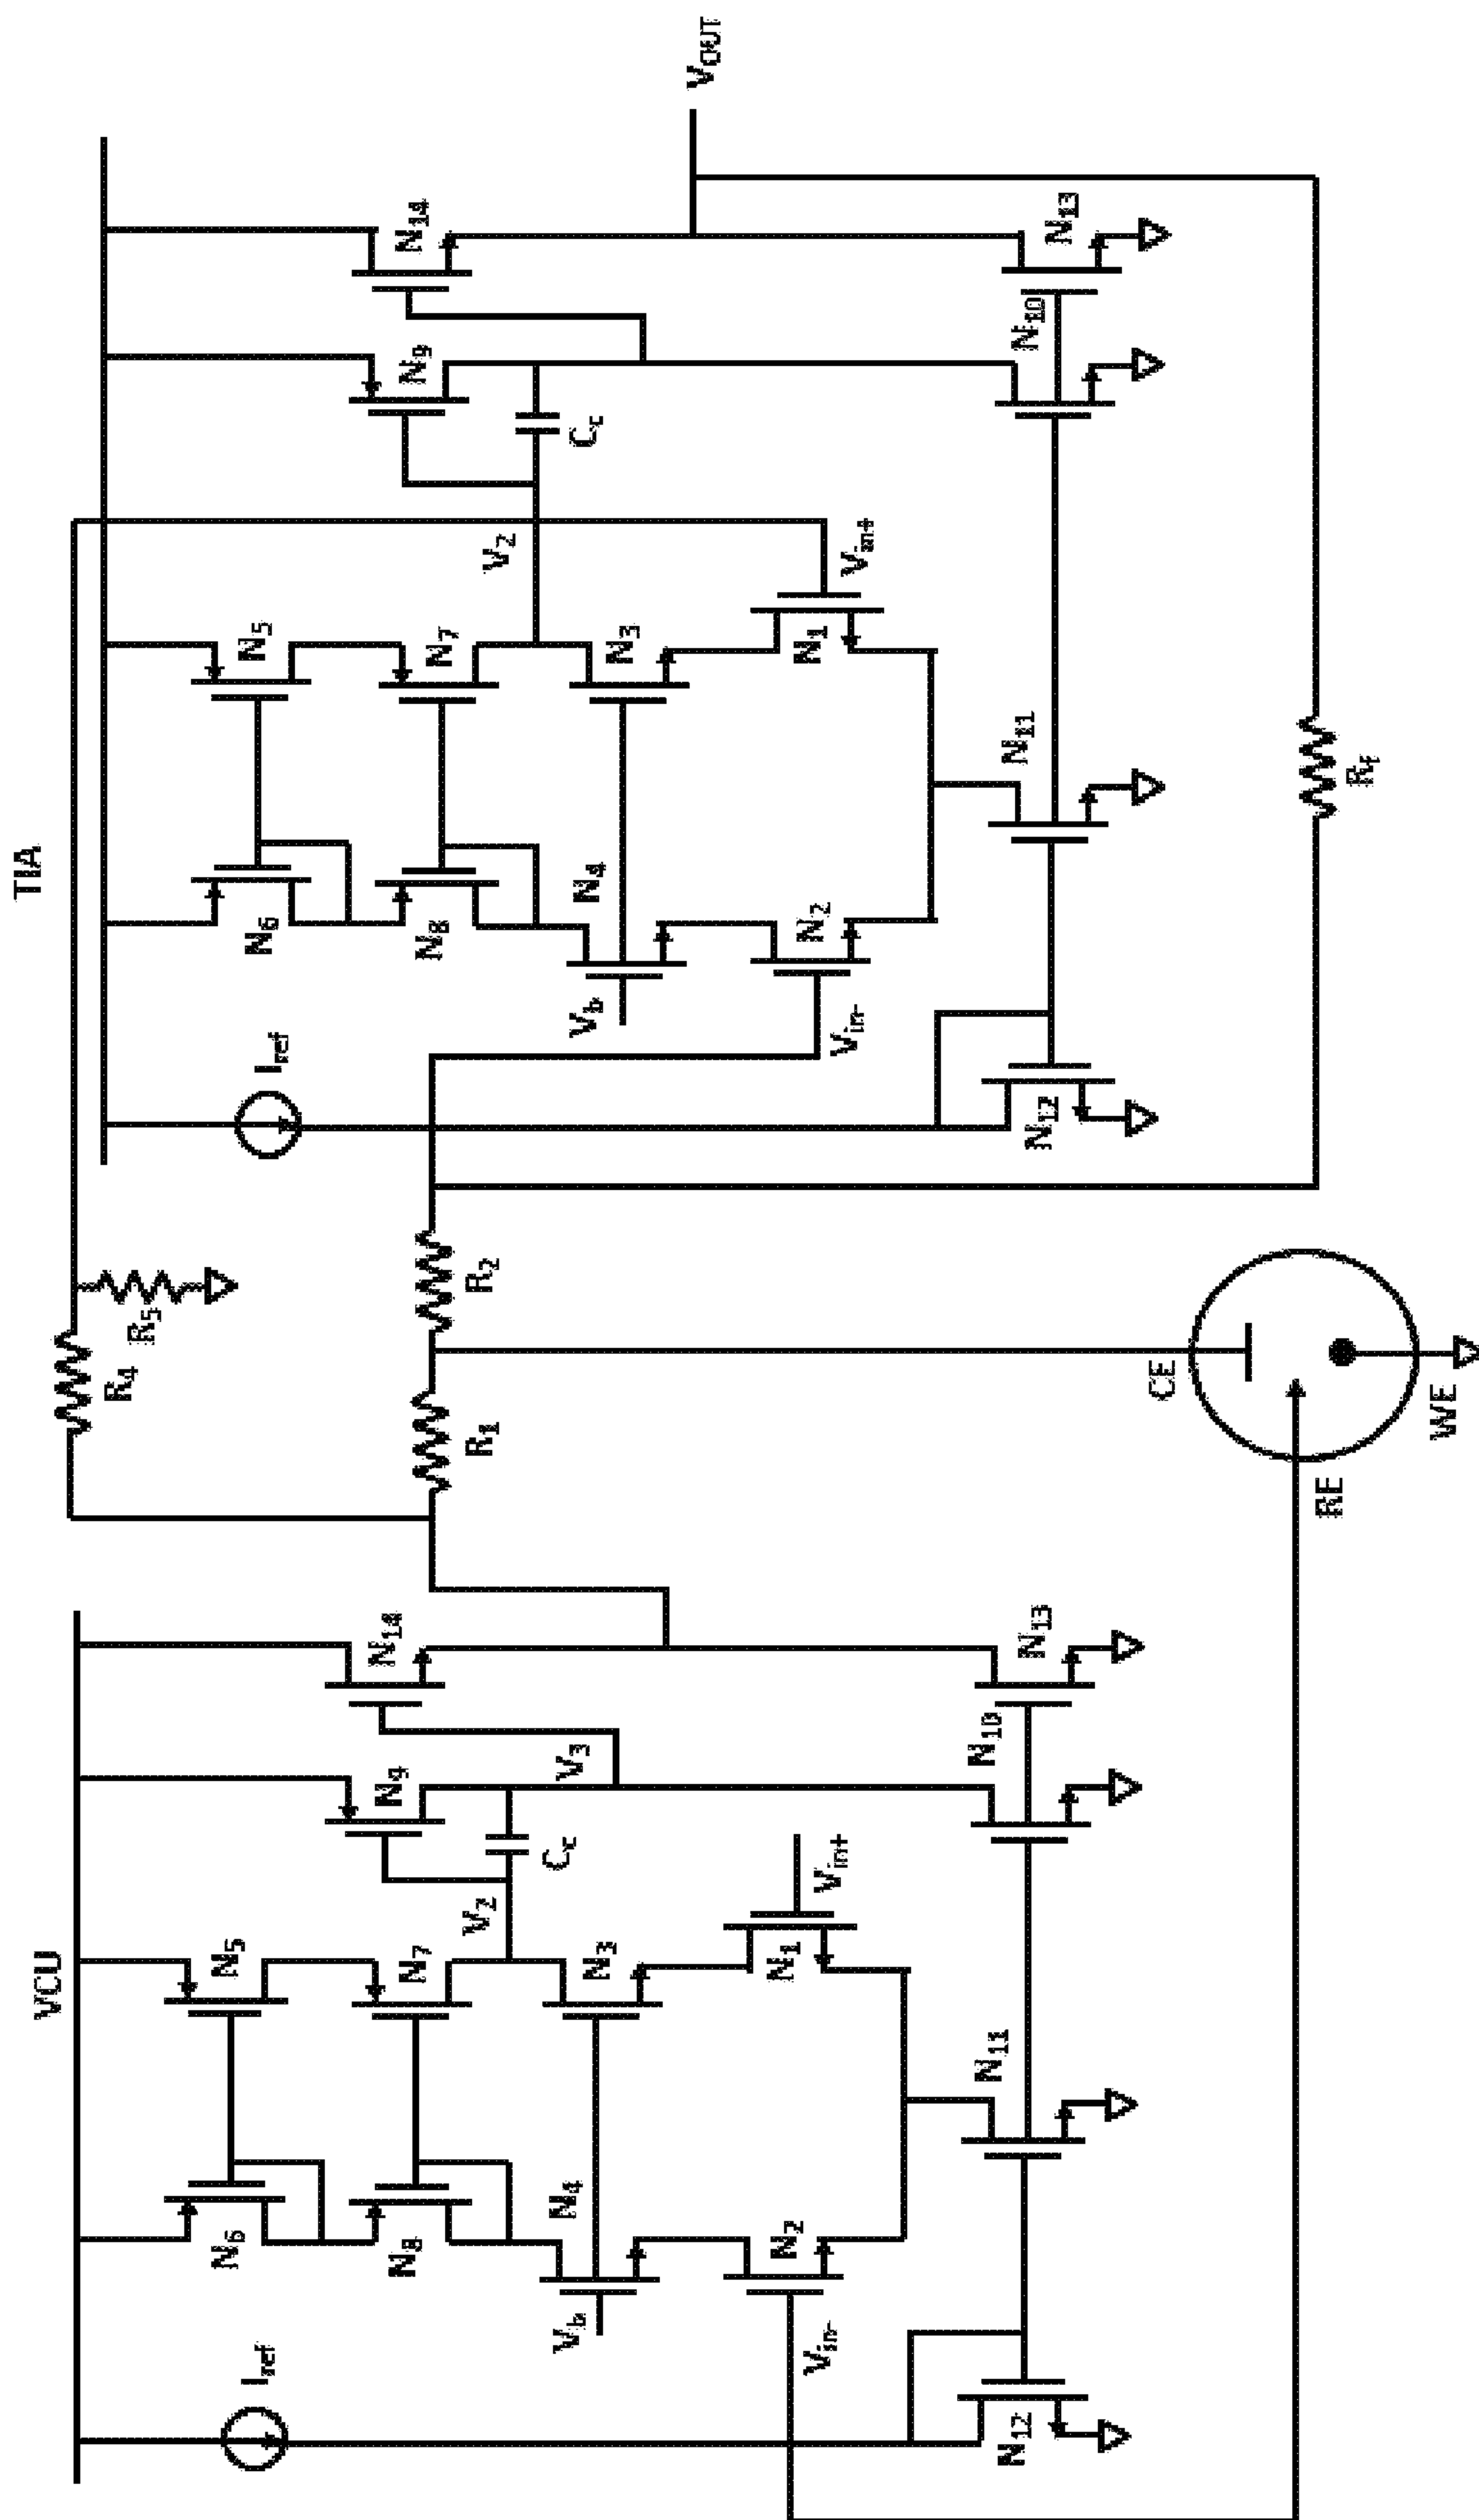 VCU
TIA
Iref
N6
N5
N8
N7
N4
N3
Vb
V2
Cc
N9
V3
N14
N2
N1
Vin-
Vin+
N12
N11
N10
N13
R4
R5
R1
R2
CE
RE
WE
Iref
N6
N5
N8
N7
N4
N3
Vb
V2
Cc
N9
N14
VOUT
N2
N1
Vin-
Vin+
N12
N11
N10
N13
Rf